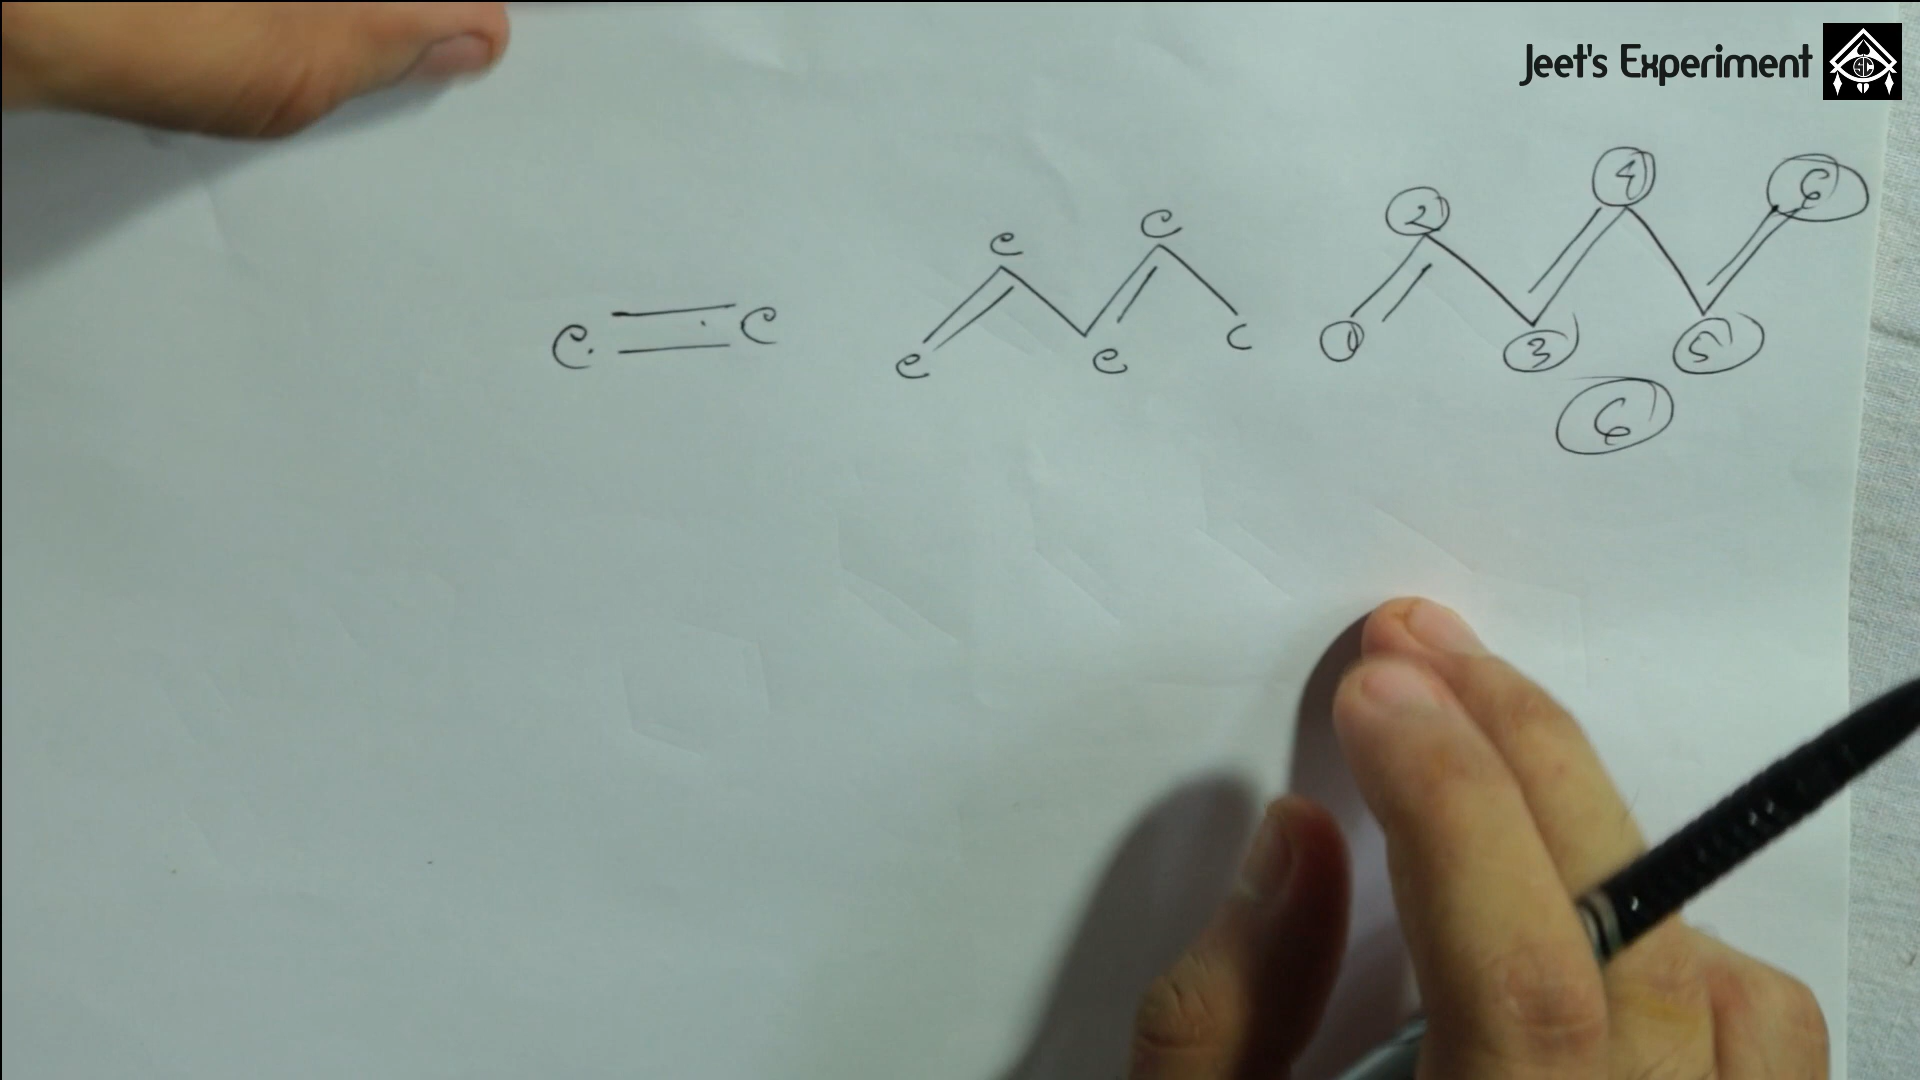 Jeet's Experiment
C = C
C C C C C
1 2 3 4 5 6
6